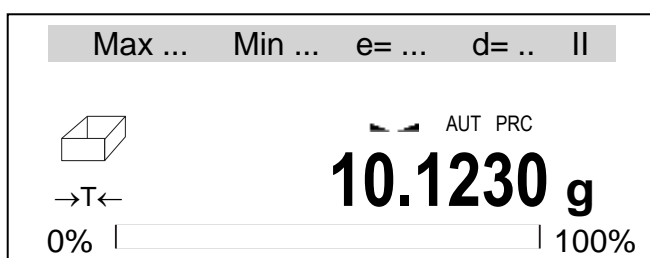 Max ... Min ... e= ... d= .. II
AUT PRC
→T← 10.1230 g
0% 100%